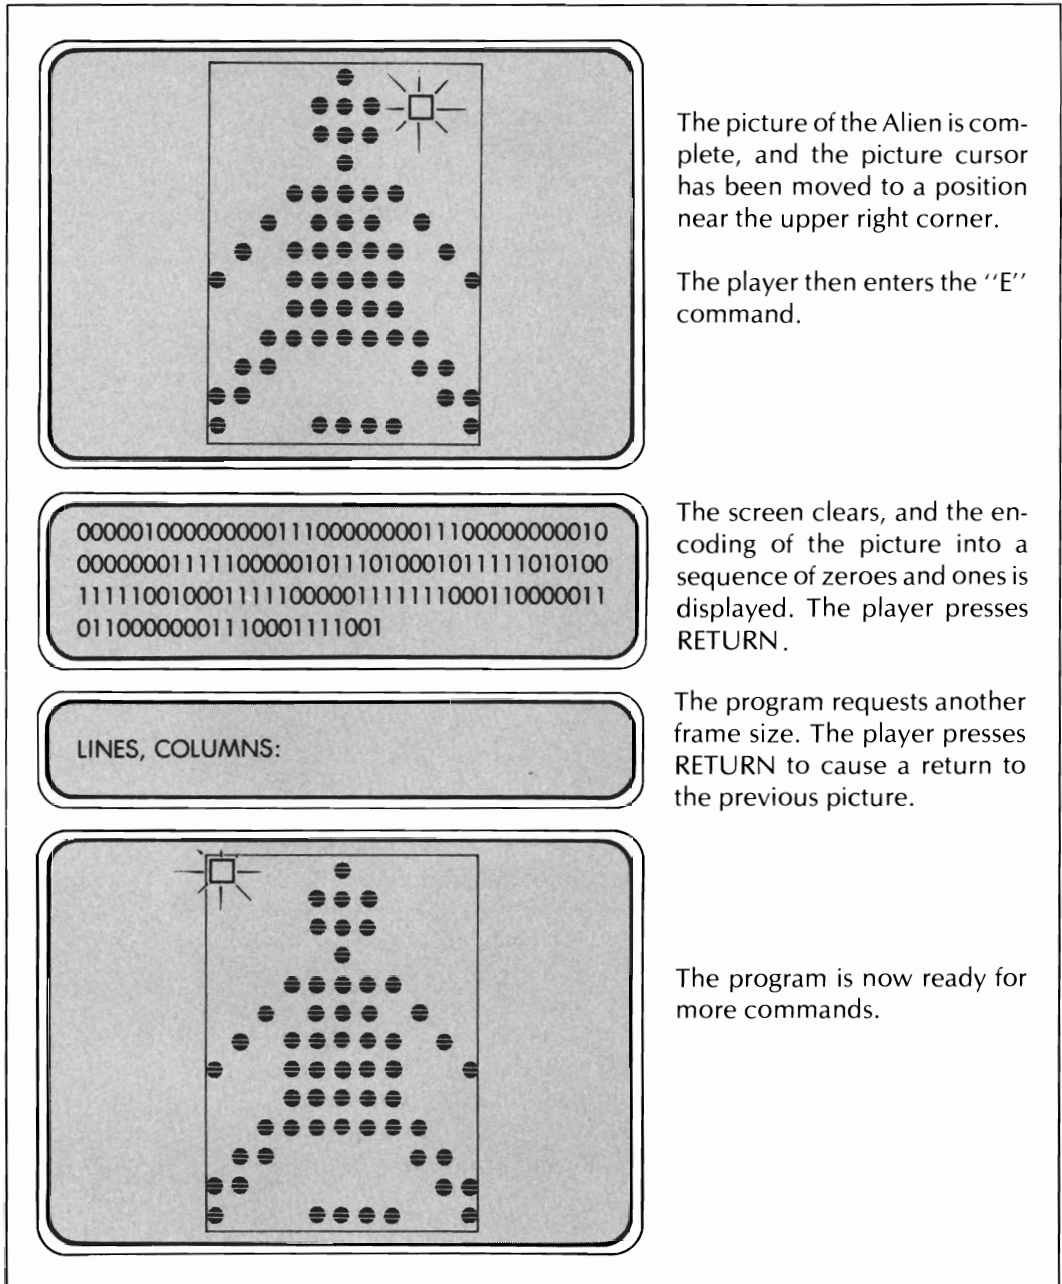 The picture of the Alien is com-
plete, and the picture cursor
has been moved to a position
near the upper right corner.
The player then enters the "E"
command.
0000010000000001110000000011100000000010
0000000111110000010111010001011111010100
1111100100011111000001111111000110000011
01100000001110001111001
The screen clears, and the en-
coding of the picture into a
sequence of zeroes and ones is
displayed. The player presses
RETURN.
LINES, COLUMNS:
The program requests another
frame size. The player presses
RETURN to cause a return to
the previous picture.
The program is now ready for
more commands.